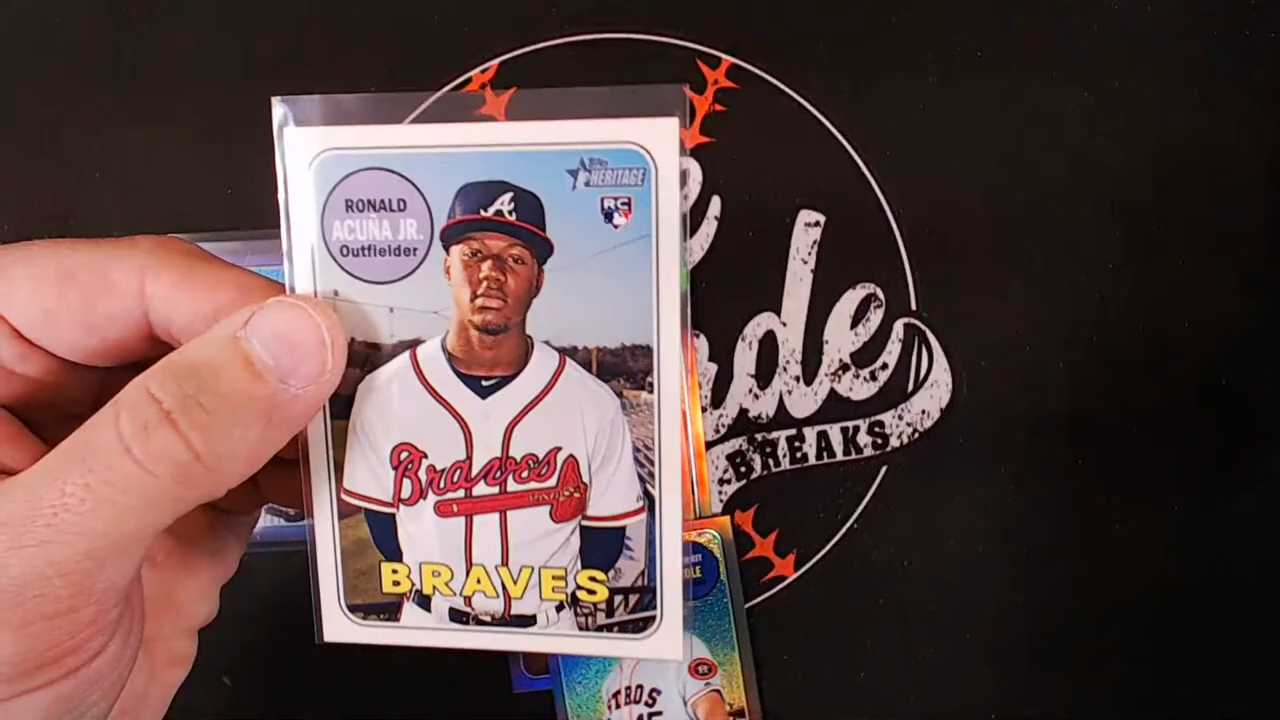 RONALD
ACUÑA JR.
Outfielder
Topps
HERITAGE
RC
A
Braves
BRAVES
BREAKS